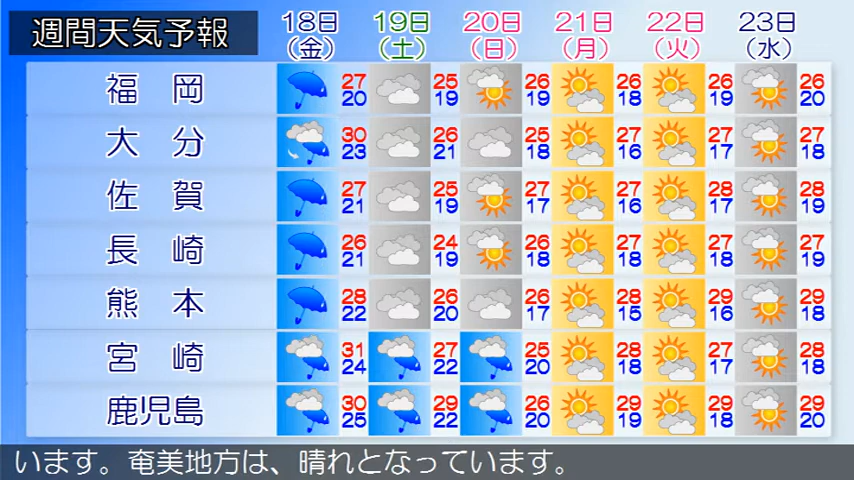 週間天気予報 18日 19日 20日 21日 22日 23日
(金) (土) (日) (月) (火) (水)
福岡 27 25 26 26 26 26
20 19 19 18 19 20
大分 30 26 25 27 27 27
23 21 18 16 17 18
佐賀 27 25 27 27 28 28
21 19 17 16 17 19
長崎 26 24 26 27 27 27
21 19 18 18 18 19
熊本 28 26 26 28 29 29
22 20 17 15 16 18
宮崎 31 27 25 28 27 28
24 22 20 18 17 18
鹿児島 30 29 26 29 29 29
25 22 20 19 18 20
います。奄美地方は、晴れとなっています。